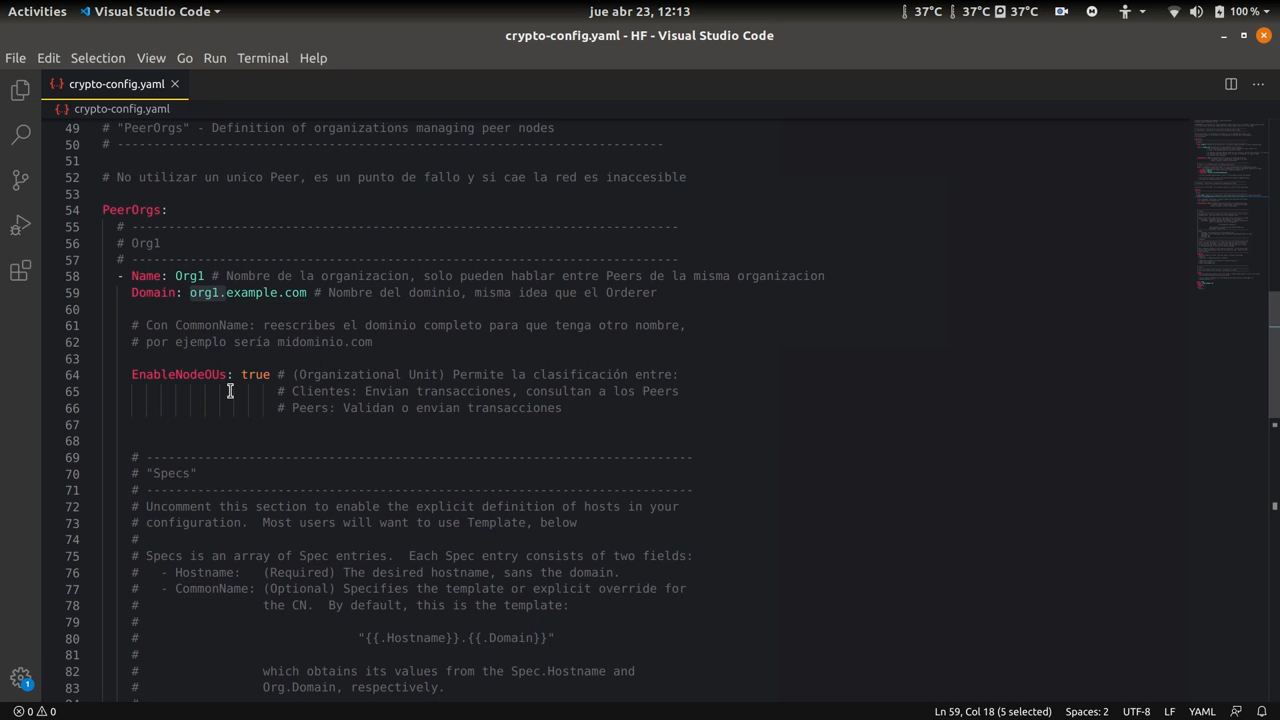 Activities Visual Studio Code jue abr 23, 12:13 37°C 37°C 37°C 100 %
crypto-config.yaml - HF - Visual Studio Code
File Edit Selection View Go Run Terminal Help
crypto-config.yaml
crypto-config.yaml
49 # "PeerOrgs" - Definition of organizations managing peer nodes
50 # ---------------------------------------------------------------------------
51
52 # No utilizar un unico Peer, es un punto de fallo y si cae la red es inaccesible
53
54 PeerOrgs:
55 # ---------------------------------------------------------------------------
56 # Org1
57 # ---------------------------------------------------------------------------
58 - Name: Org1 # Nombre de la organizacion, solo pueden hablar entre Peers de la misma organizacion
59 Domain: org1.example.com # Nombre del dominio, misma idea que el Orderer
60
61 # Con CommonName: reescribes el dominio completo para que tenga otro nombre,
62 # por ejemplo sería midominio.com
63
64 EnableNodeOUs: true # (Organizational Unit) Permite la clasificación entre:
65 # Clientes: Envian transacciones, consultan a los Peers
66 # Peers: Validan o envian transacciones
67
68
69 # ---------------------------------------------------------------------------
70 # "Specs"
71 # ---------------------------------------------------------------------------
72 # Uncomment this section to enable the explicit definition of hosts in your
73 # configuration.  Most users will want to use Template, below
74 #
75 # Specs is an array of Spec entries.  Each Spec entry consists of two fields:
76 #   - Hostname:   (Required) The desired hostname, sans the domain.
77 #   - CommonName: (Optional) Specifies the template or explicit override for
78 #                 the CN.  By default, this is the template:
79 #
80 #                              "{{.Hostname}}.{{.Domain}}"
81 #
82 #                 which obtains its values from the Spec.Hostname and
83 #                 Org.Domain, respectively.
1 0 0 Ln 59, Col 18 (5 selected) Spaces: 2 UTF-8 LF YAML